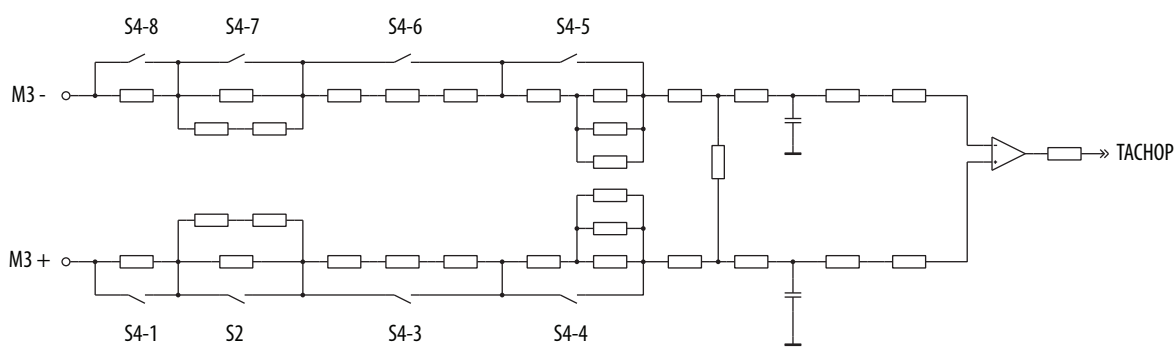 S4-8 S4-7 S4-6 S4-5
M3 -
- 
+
TACHOP
M3 +
S4-1 S2 S4-3 S4-4